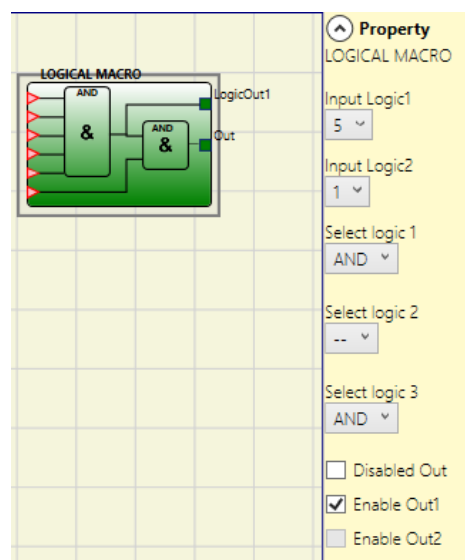 LOGICAL MACRO
AND
&
LogicOut1
AND
&
Out
Property
LOGICAL MACRO
Input Logic1
5
Input Logic2
1
Select logic 1
AND
Select logic 2
--
Select logic 3
AND
Disabled Out
Enable Out1
Enable Out2